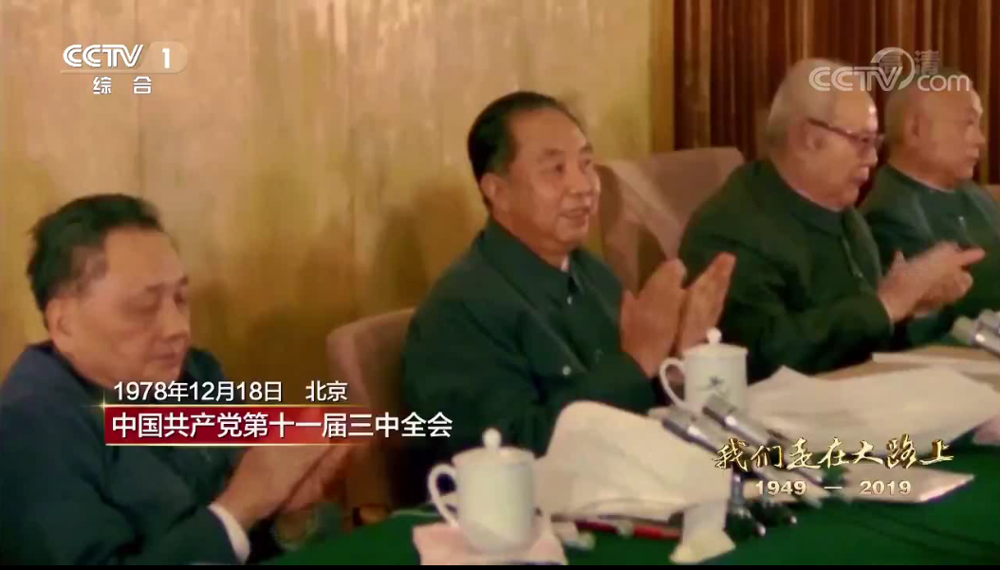 CCTV 1
综合
高清
CCTV.com
1978年12月18日 北京
中国共产党第十一届三中全会
我们走在大路上
1949 — 2019